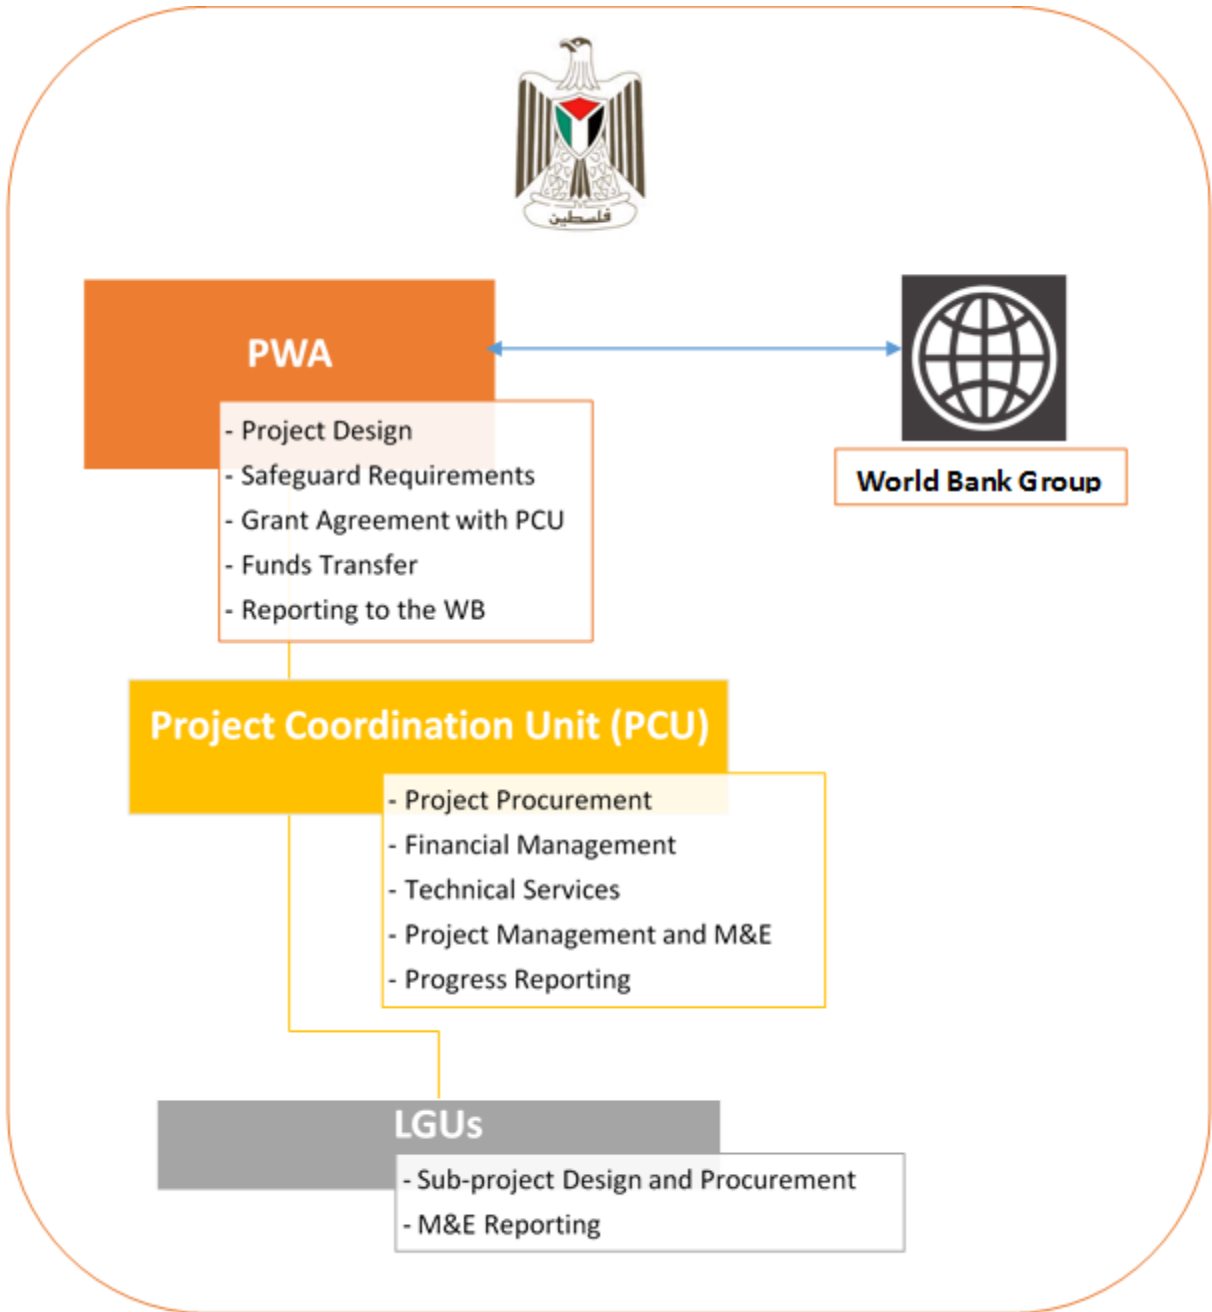 فلسطين
PWA
- Project Design
- Safeguard Requirements
- Grant Agreement with PCU
- Funds Transfer
- Reporting to the WB
World Bank Group
Project Coordination Unit (PCU)
- Project Procurement
- Financial Management
- Technical Services
- Project Management and M&E
- Progress Reporting
LGUs
- Sub-project Design and Procurement
- M&E Reporting